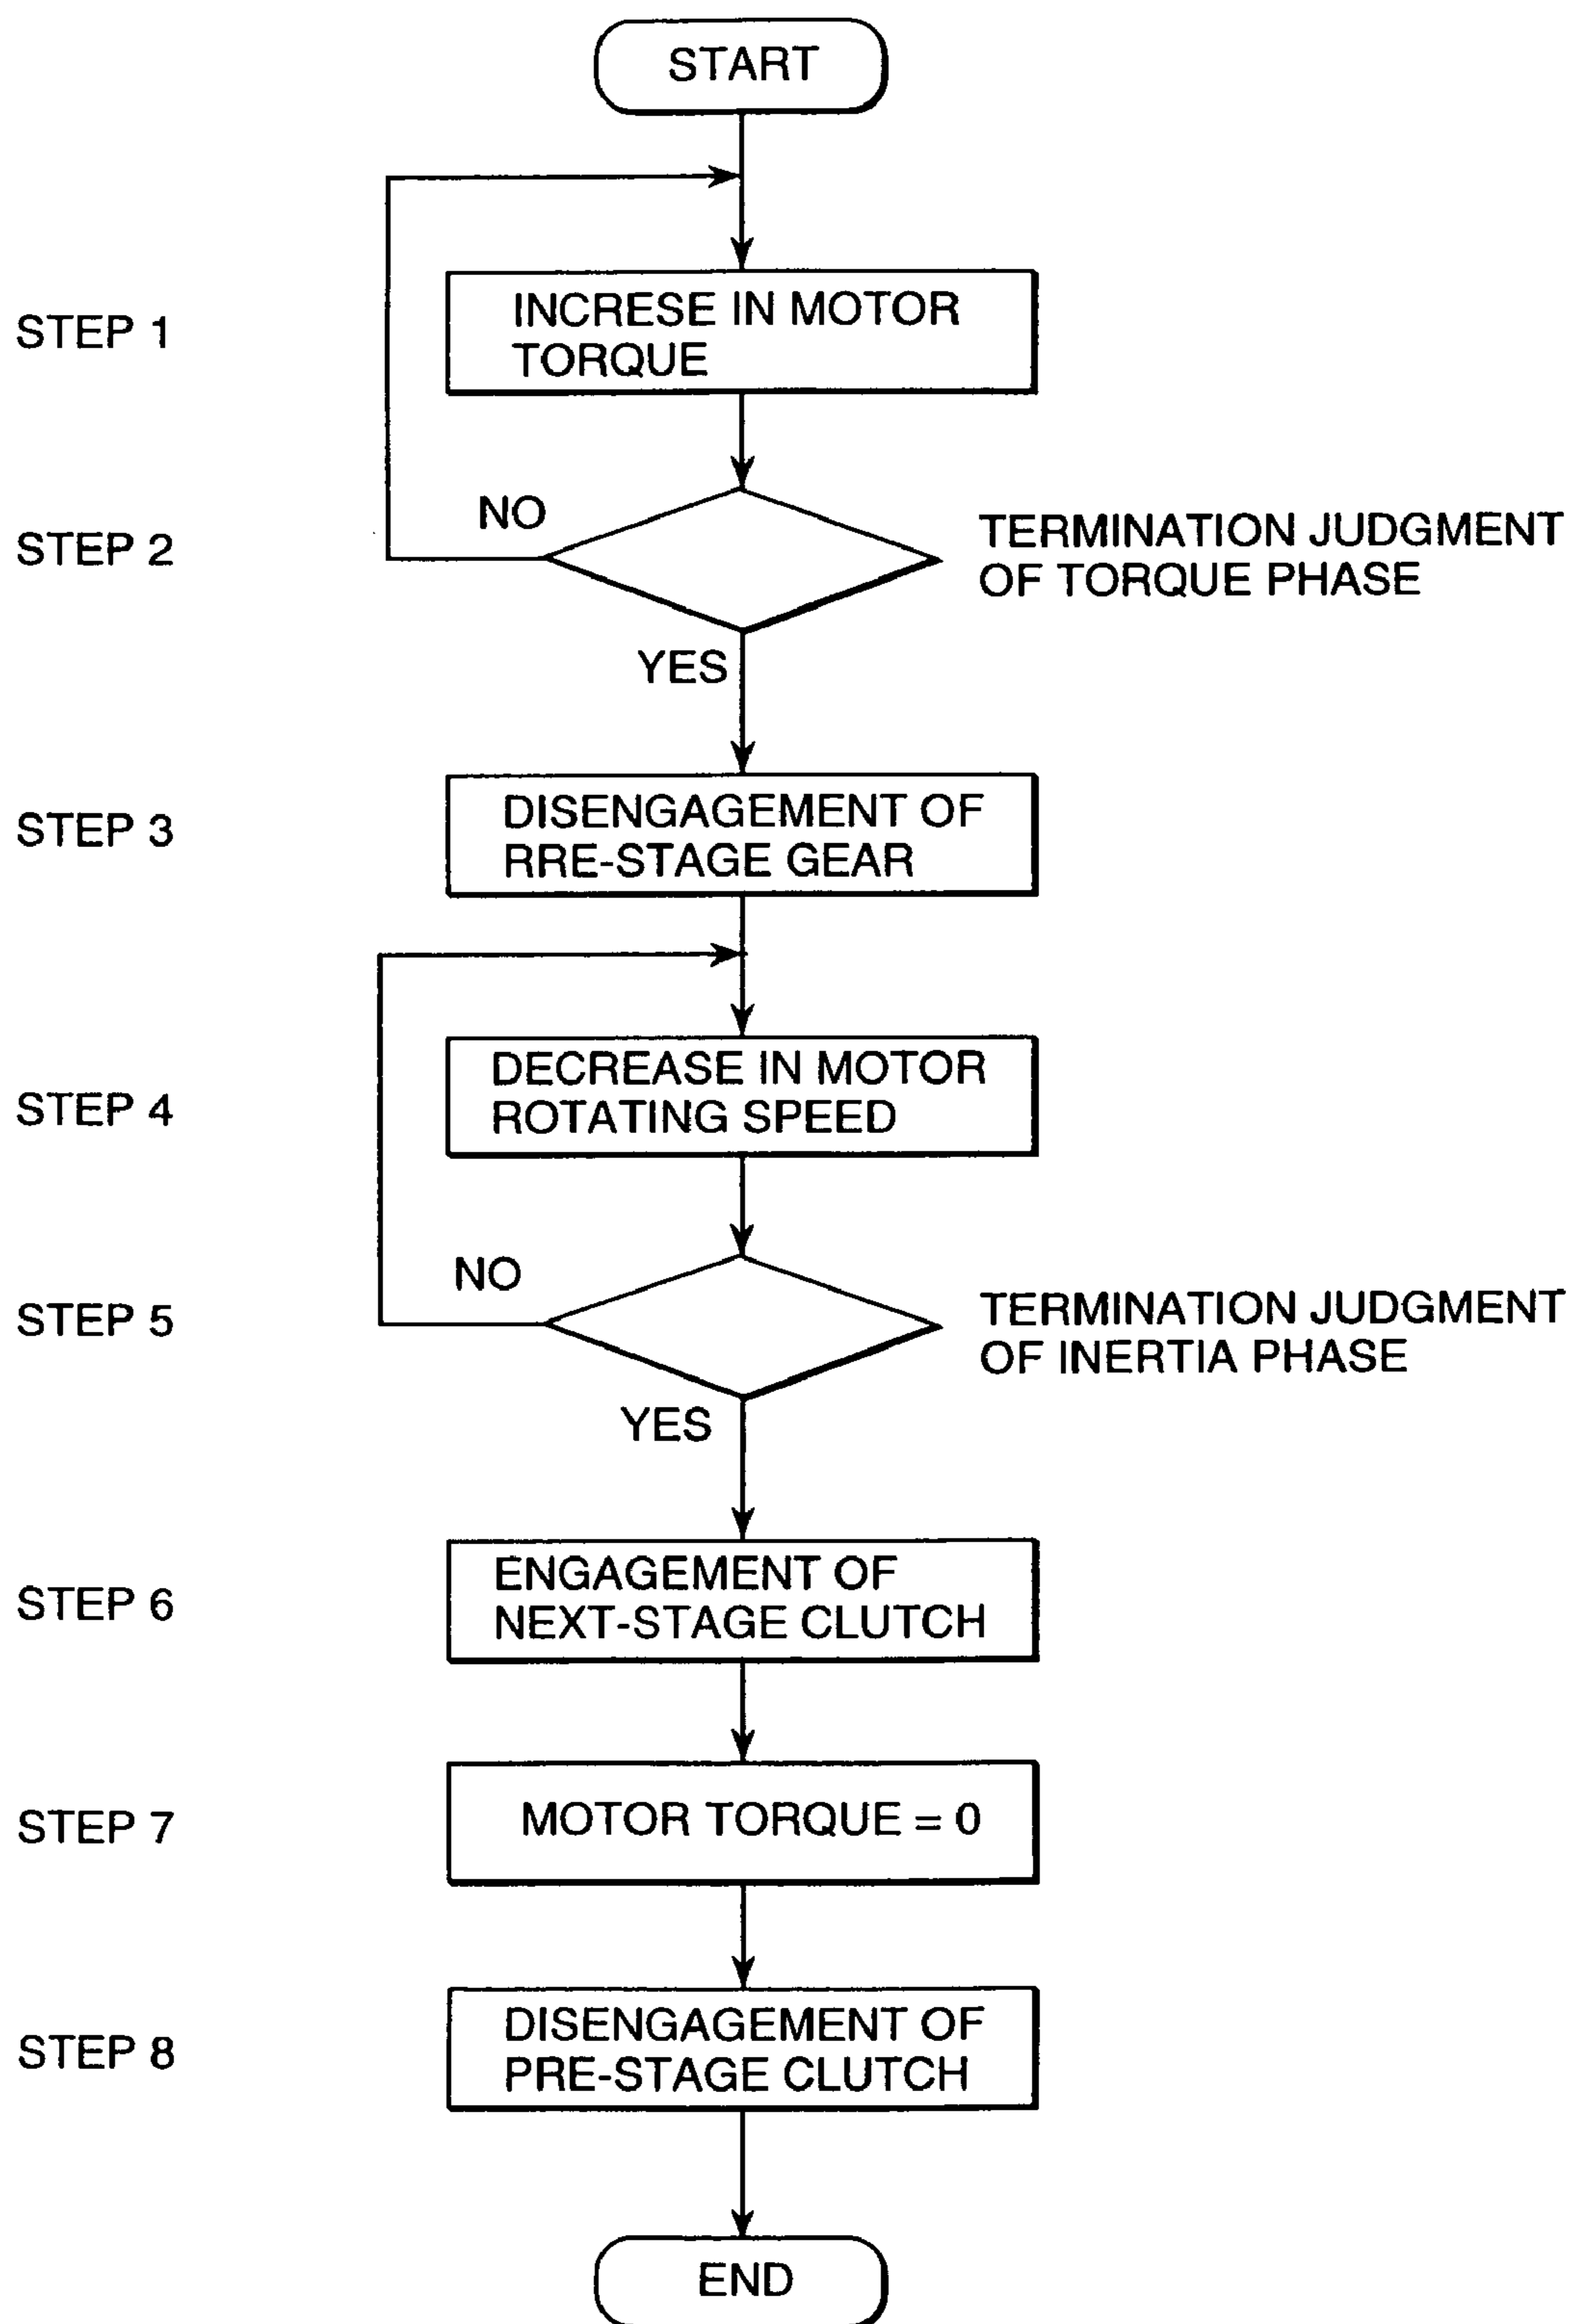 START
STEP 1
INCRESE IN MOTOR
TORQUE
NO
STEP 2
TERMINATION JUDGMENT
OF TORQUE PHASE
YES
STEP 3
DISENGAGEMENT OF
RRE-STAGE GEAR
STEP 4
DECREASE IN MOTOR
ROTATING SPEED
NO
STEP 5
TERMINATION JUDGMENT
OF INERTIA PHASE
YES
STEP 6
ENGAGEMENT OF
NEXT-STAGE CLUTCH
STEP 7
MOTOR TORQUE = 0
STEP 8
DISENGAGEMENT OF
PRE-STAGE CLUTCH
END